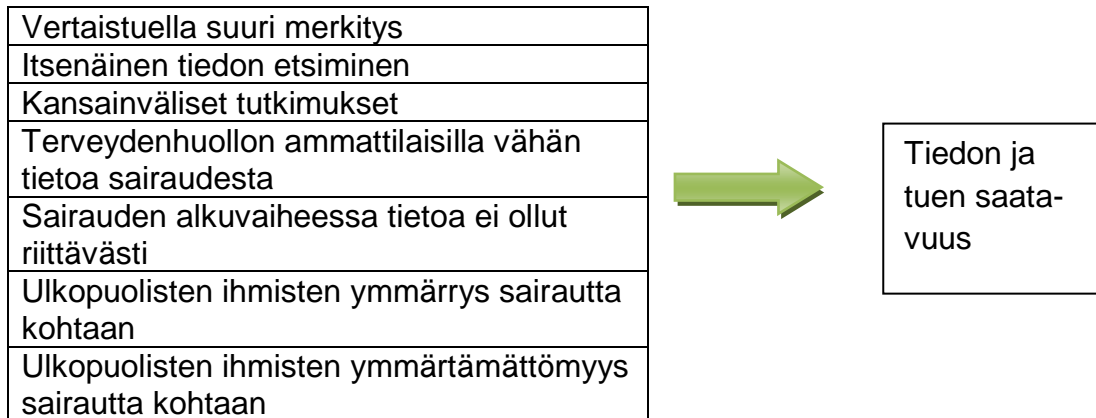 Vertaistuella suuri merkitys
Itsenäinen tiedon etsiminen
Kansainväliset tutkimukset
Terveydenhuollon ammattilaisilla vähän
tietoa sairaudesta
Sairauden alkuvaiheessa tietoa ei ollut
riittävästi
Ulkopuolisten ihmisten ymmärrys sairautta
kohtaan
Ulkopuolisten ihmisten ymmärtämättömyys
sairautta kohtaan
Tiedon ja
tuen saata-
vuus